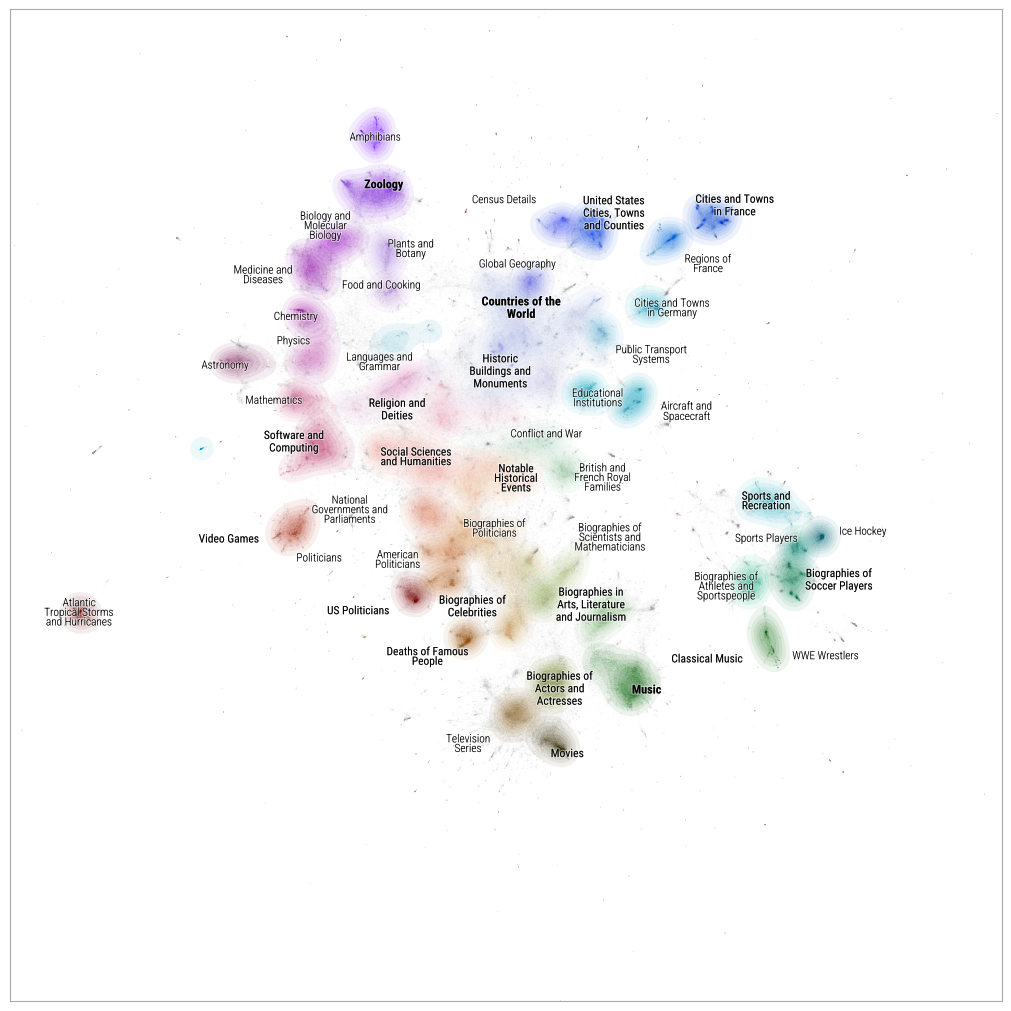 Amphibians
Zoology
Census Details
United States
Cities, Towns
and Counties
Cities and Towns
in France
Biology and
Molecular
Biology
Plants and
Botany
Medicine and
Diseases
Food and Cooking
Global Geography
Regions of
France
Countries of the
World
Cities and Towns
in Germany
Chemistry
Physics
Astronomy
Languages and
Grammar
Historic
Buildings and
Monuments
Public Transport
Systems
Mathematics
Religion and
Deities
Educational
Institutions
Aircraft and
Spacecraft
Software and
Computing
Conflict and War
Social Sciences
and Humanities
Notable
Historical
Events
British and
French Royal
Families
National
Governments and
Parliaments
Video Games
Politicians
Biographies of
Politicians
Biographies of
Scientists and
Mathematicians
Sports and
Recreation
Sports Players
Ice Hockey
American
Politicians
Biographies of
Athletes and
Sportspeople
Biographies of
Soccer Players
Atlantic
Tropical Storms
and Hurricanes
US Politicians
Biographies of
Celebrities
Biographies in
Arts, Literature
and Journalism
Deaths of Famous
People
Classical Music
WWE Wrestlers
Biographies of
Actors and
Actresses
Music
Television
Series
Movies